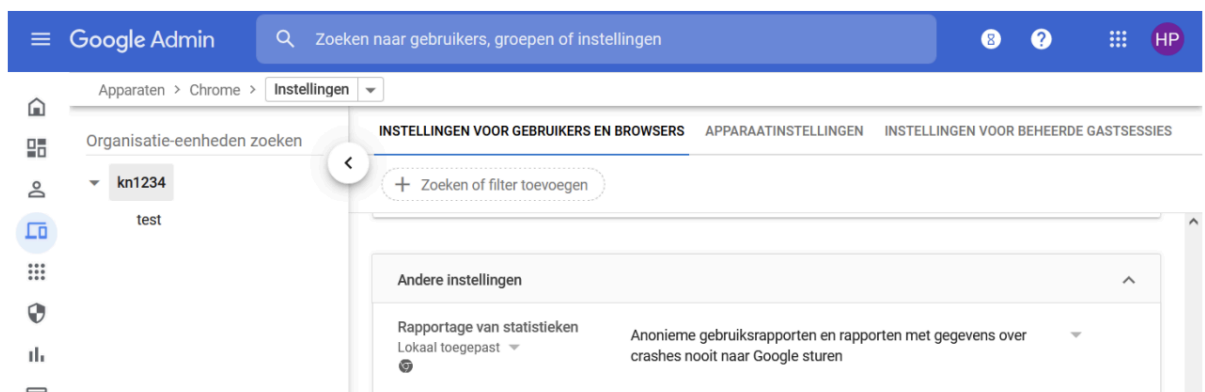 Google Admin
Zoeken naar gebruikers, groepen of instellingen
8
?
HP
Apparaten > Chrome > Instellingen
Organisatie-eenheden zoeken
kn1234
test
INSTELLINGEN VOOR GEBRUIKERS EN BROWSERS
APPARAATINSTELLINGEN
INSTELLINGEN VOOR BEHEERDE GASTSESSIES
+ Zoeken of filter toevoegen
Andere instellingen
Rapportage van statistieken
Lokaal toegepast
Anonieme gebruiksrapporten en rapporten met gegevens over
crashes nooit naar Google sturen